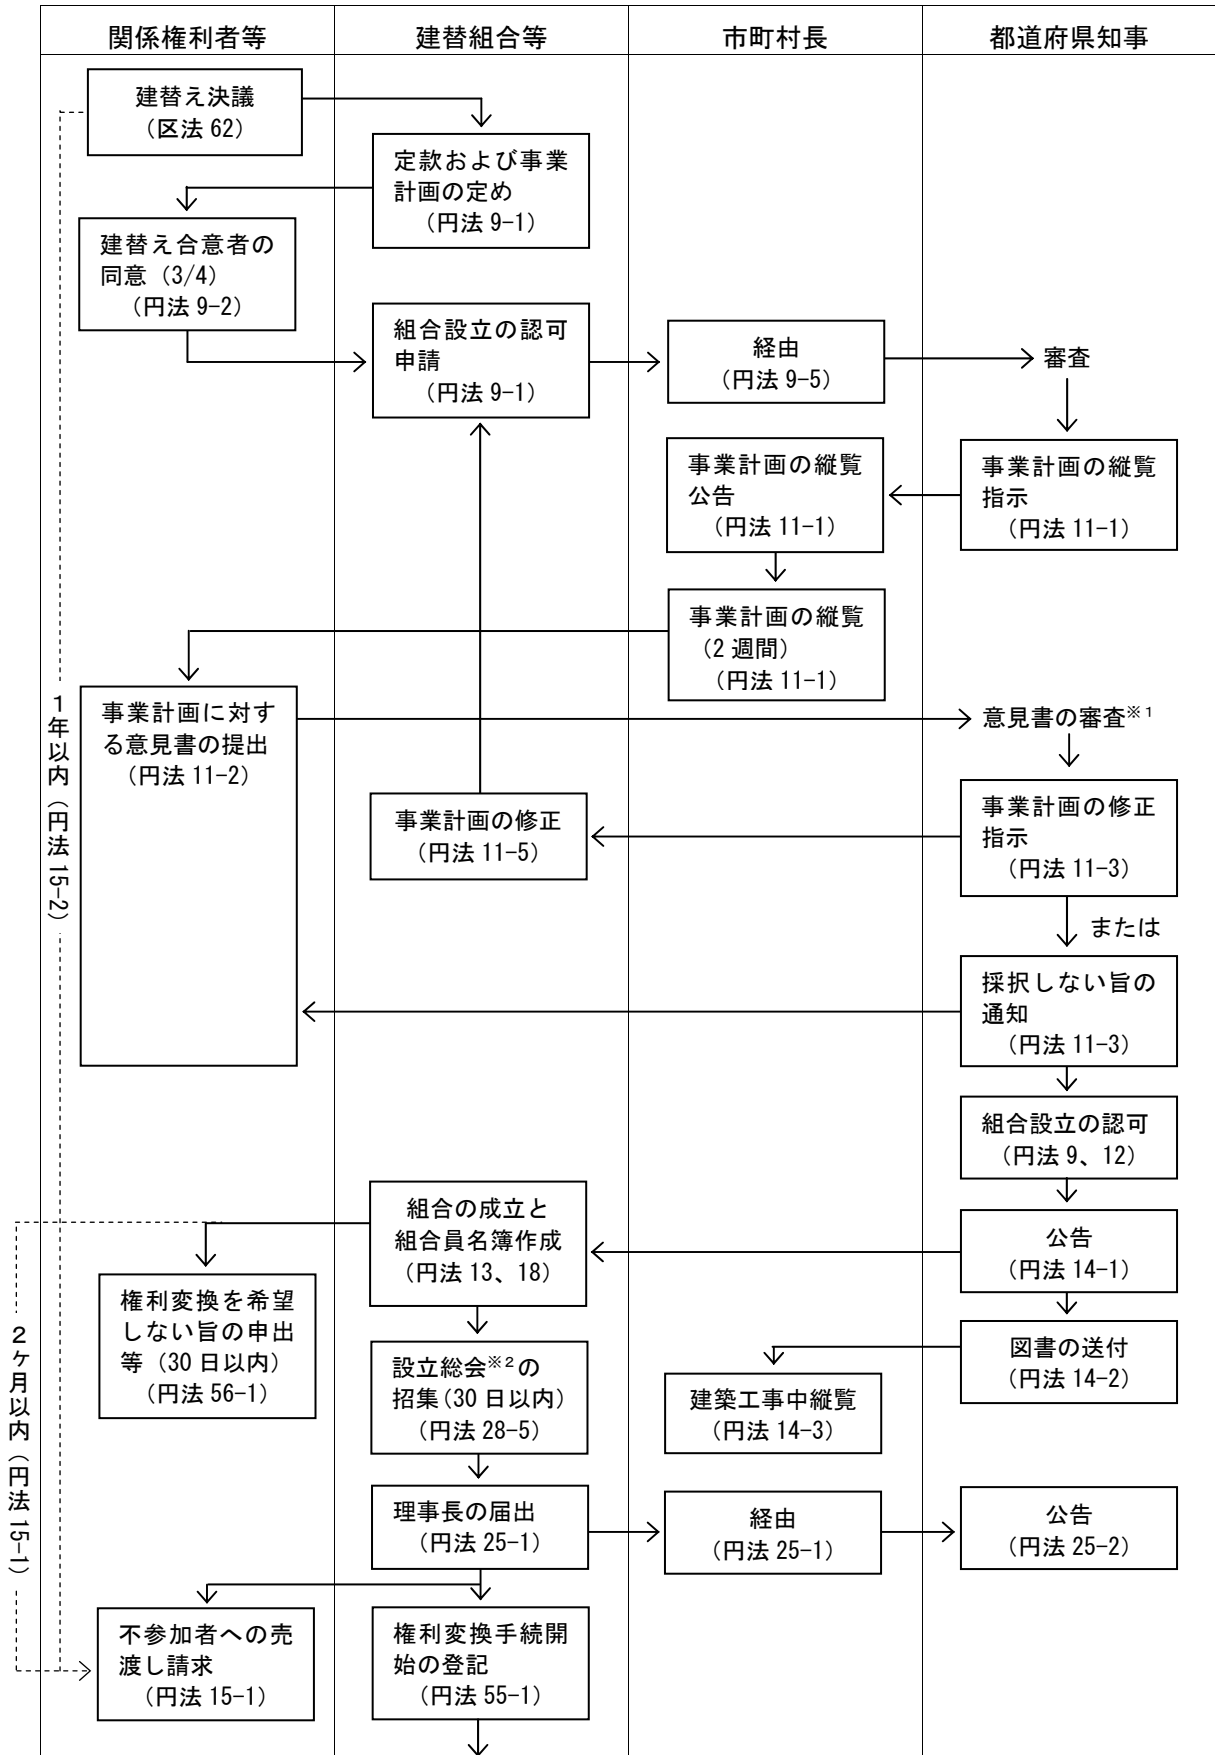 関係権利者等
建替組合等
市町村長
都道府県知事
建替え決議
（区法 62）
定款および事業
計画の定め
（円法 9-1）
建替え合意者の
同意（3/4）
（円法 9-2）
組合設立の認可
申請
（円法 9-1）
経由
（円法 9-5）
審査
事業計画の縦覧
指示
（円法 11-1）
事業計画の縦覧
公告
（円法 11-1）
事業計画の縦覧
（2 週間）
（円法 11-1）
事業計画に対す
る意見書の提出
（円法 11-2）
意見書の審査※1
事業計画の修正
指示
（円法 11-3）
事業計画の修正
（円法 11-5）
または
採択しない旨の
通知
（円法 11-3）
組合設立の認可
（円法 9、12）
公告
（円法 14-1）
組合の成立と
組合員名簿作成
（円法 13、18）
権利変換を希望
しない旨の申出
等（30 日以内）
（円法 56-1）
図書の送付
（円法 14-2）
設立総会※2の
招集（30 日以内）
（円法 28-5）
建築工事中縦覧
（円法 14-3）
理事長の届出
（円法 25-1）
経由
（円法 25-1）
公告
（円法 25-2）
不参加者への売
渡し請求
（円法 15-1）
権利変換手続開
始の登記
（円法 55-1）
1年以内（円法 15-2）
2ヶ月以内（円法 15-1）